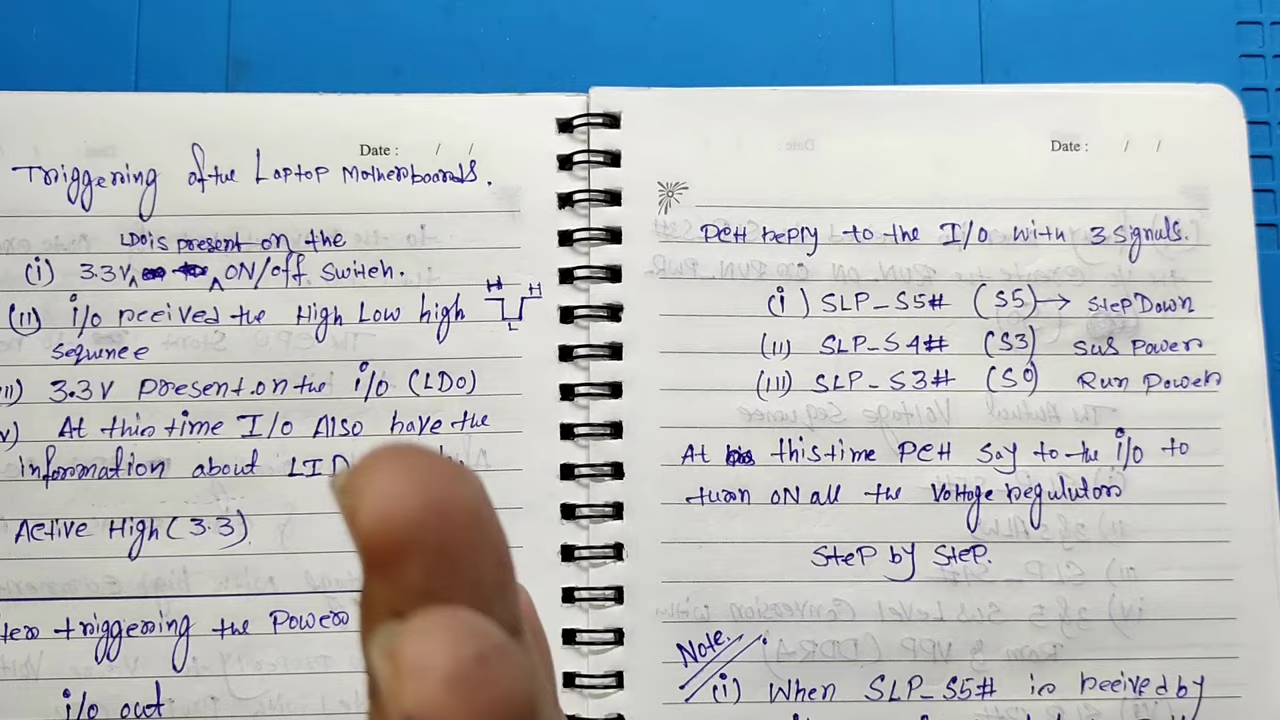 Date : / /
Triggering of the Laptop Motherboards.
LDO is present on the
(i) 3.3V ON/off Switch.
(II) i/o received the High Low high
H H
L
sequence
3.3V present on the i/o (LDO)
At this time I/O Also have the
information about LID
Active High (3.3)
triggering the Power
i/o out
Date : / /
PCH reply to the I/O with 3 Signals.
(i) SLP_S5# (S5) → Step Down
(II) SLP_S4# (S3) SUS Power
(III) SLP_S3# (S0) Run Power
At this time PCH Say to the i/o to
turn ON all the Voltage regulators
Step by Step.
Note.
(i) When SLP_S5# is received by